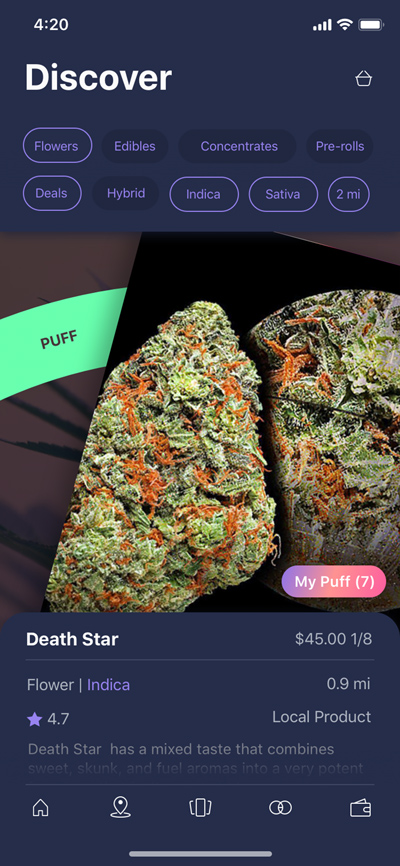 4:20
Discover
Flowers Edibles Concentrates Pre-rolls
Deals Hybrid Indica Sativa 2 mi
PUFF
My Puff (7)
Death Star $45.00 1/8
Flower | Indica 0.9 mi
4.7 Local Product
Death Star has a mixed taste that combines
sweet, skunk, and fuel aromas into a very potent